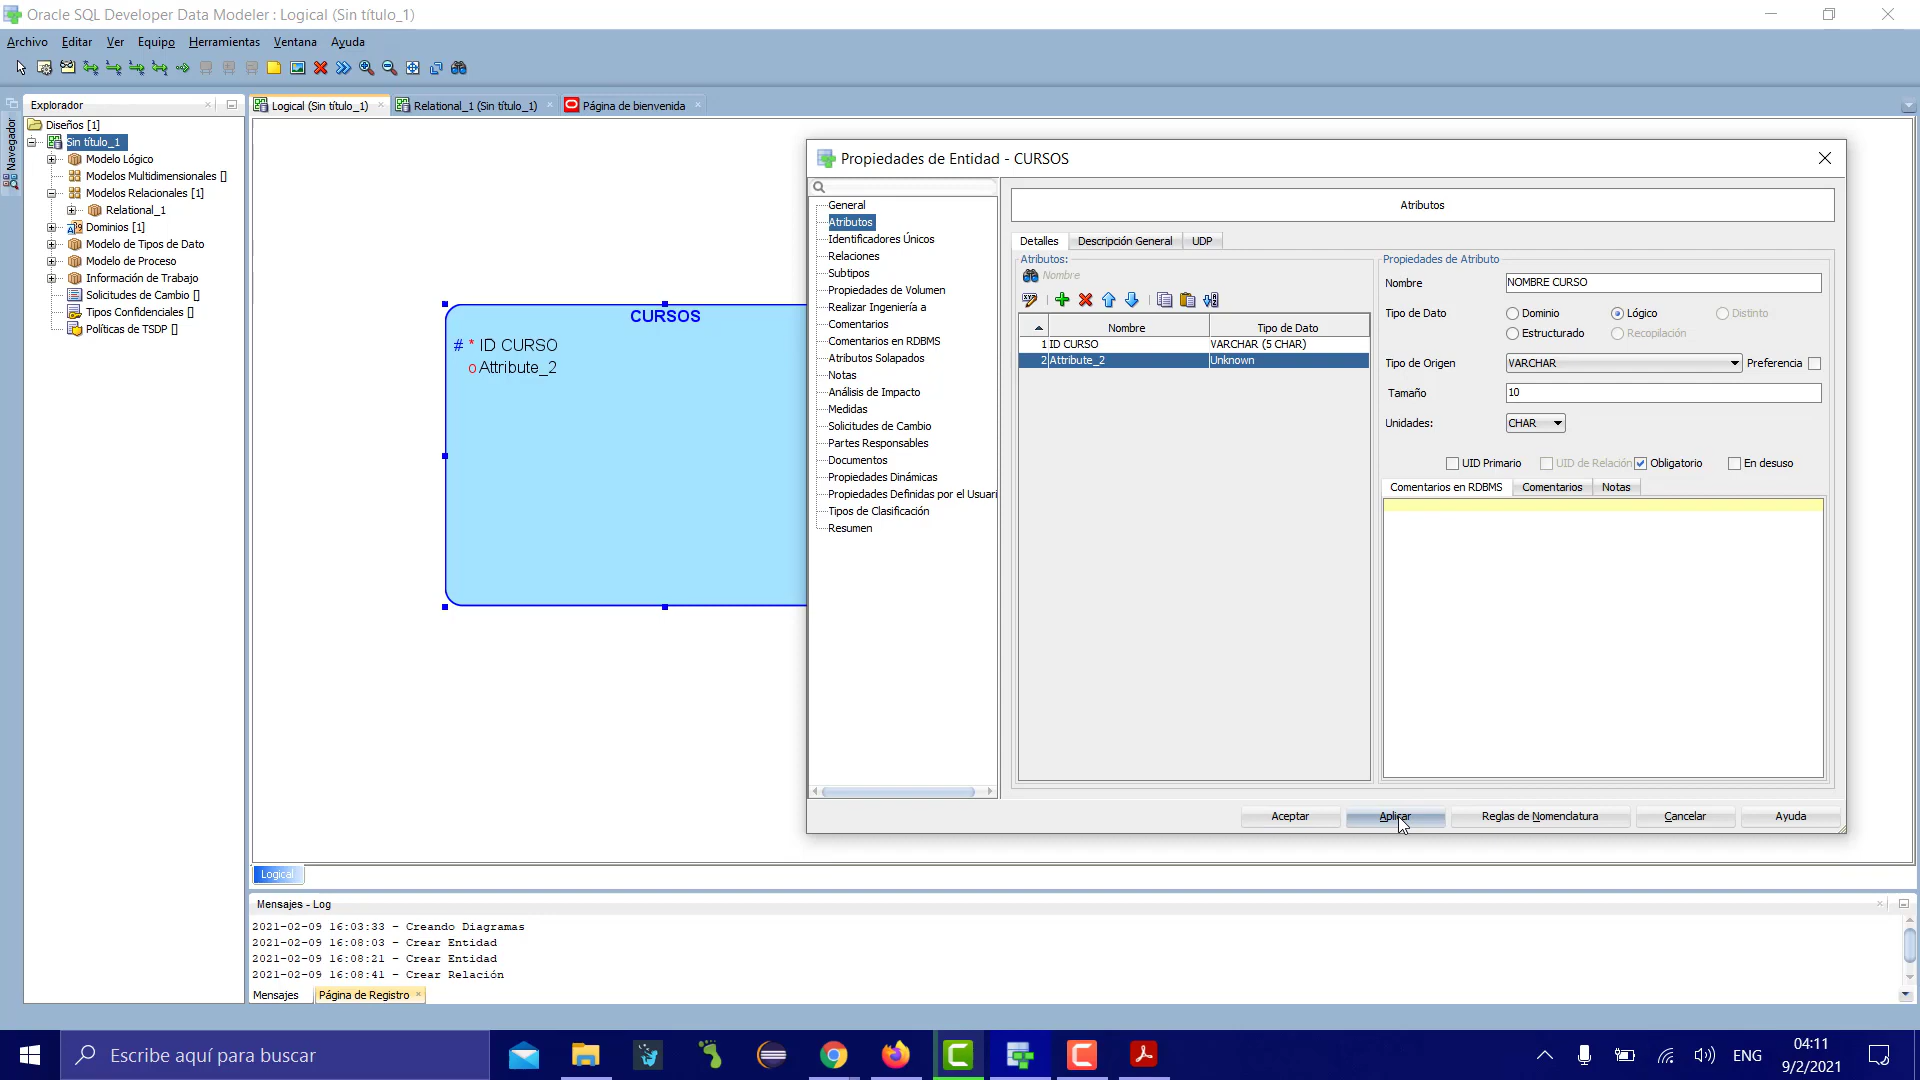 Oracle SQL Developer Data Modeler : Logical (Sin título_1)
Archivo Editar Ver Equipo Herramientas Ventana Ayuda
Explorador
Logical (Sin título_1)
Relational_1 (Sin título_1)
Página de bienvenida
Navegador
Diseños [1]
Sin título_1
Modelo Lógico
Modelos Multidimensionales []
Modelos Relacionales [1]
Relational_1
Dominios [1]
Modelo de Tipos de Dato
Modelo de Proceso
Información de Trabajo
Solicitudes de Cambio []
Tipos Confidenciales []
Políticas de TSDP []
CURSOS
# * ID CURSO
o Attribute_2
Propiedades de Entidad - CURSOS
General
Atributos
Identificadores Únicos
Relaciones
Subtipos
Propiedades de Volumen
Realizar Ingeniería a
Comentarios
Comentarios en RDBMS
Atributos Solapados
Notas
Análisis de Impacto
Medidas
Solicitudes de Cambio
Partes Responsables
Documentos
Propiedades Dinámicas
Propiedades Definidas por el Usuari
Tipos de Clasificación
Resumen
Atributos
Detalles Descripción General UDP
Atributos:
Nombre
Nombre Tipo de Dato
1 ID CURSO VARCHAR (5 CHAR)
2 Attribute_2 Unknown
Propiedades de Atributo
Nombre NOMBRE CURSO
Tipo de Dato Dominio Lógico Distinto
Estructurado Recopilación
Tipo de Origen VARCHAR Preferencia
Tamaño 10
Unidades: CHAR
UID Primario UID de Relación Obligatorio En desuso
Comentarios en RDBMS Comentarios Notas
Aceptar Aplicar Reglas de Nomenclatura Cancelar Ayuda
Logical
Mensajes - Log
2021-02-09 16:03:33 - Creando Diagramas
2021-02-09 16:08:03 - Crear Entidad
2021-02-09 16:08:21 - Crear Entidad
2021-02-09 16:08:41 - Crear Relación
Mensajes Página de Registro
Escribe aquí para buscar
ENG
04:11
9/2/2021